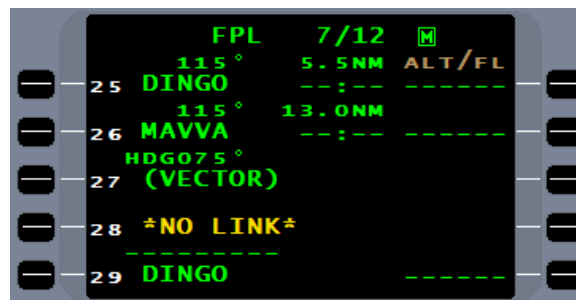 FPL 7/12 M
115° 5.5NM ALT/FL
25 DINGO --:-- ------
115° 13.0NM
26 MAVVA --:-- ------
HDG075°
27 (VECTOR)
28 *NO LINK*
---------
29 DINGO ------